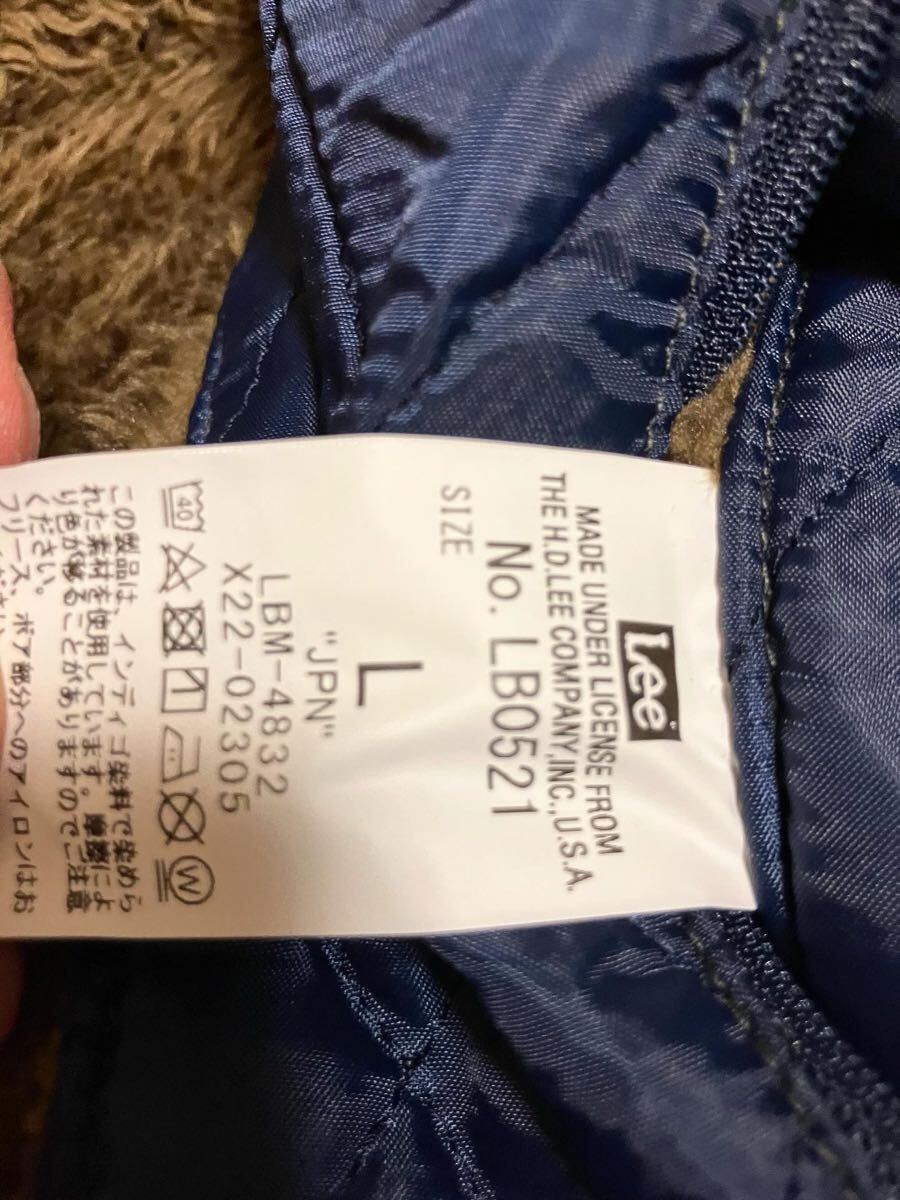 Lee
MADE UNDER LICENSE FROM
THE H.D.LEE COMPANY,INC.,U.S.A.
No. LB0521
SIZE
L
"JPN"
LBM-4832
X22-02305
40
W
この製品は、インディゴ染料で染めら
れた素材を使用しています。摩擦によ
り色が移ることがありますのでご注意
ください。
フリース、ボア部分へのアイロンはお